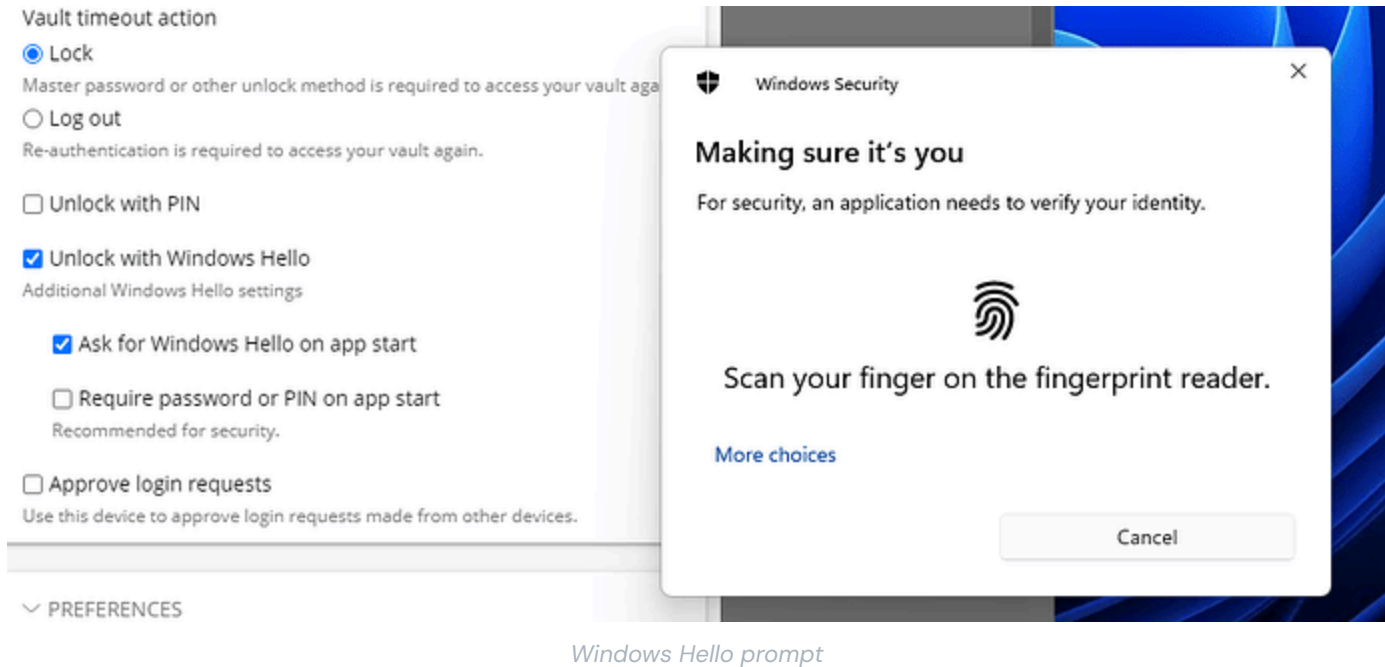 Vault timeout action
Lock
Master password or other unlock method is required to access your vault aga
Log out
Re-authentication is required to access your vault again.
Unlock with PIN
Unlock with Windows Hello
Additional Windows Hello settings
Ask for Windows Hello on app start
Require password or PIN on app start
Recommended for security.
Approve login requests
Use this device to approve login requests made from other devices.
PREFERENCES
Windows Security
Making sure it's you
For security, an application needs to verify your identity.
Scan your finger on the fingerprint reader.
More choices
Cancel
Windows Hello prompt